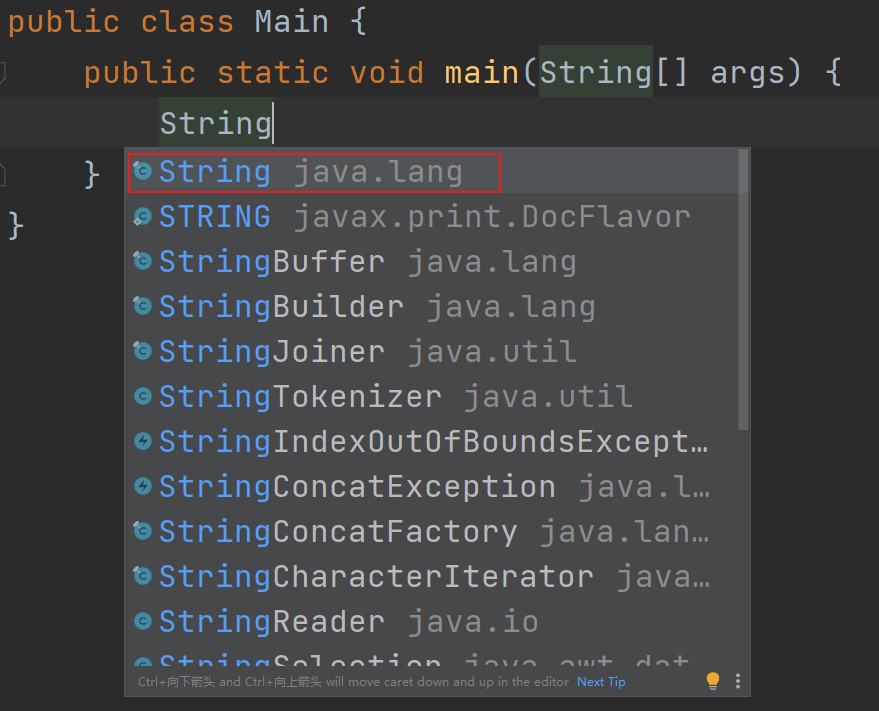 public class Main {
public static void main(String[] args) {
String
}
}
String java.lang
STRING javax.print.DocFlavor
StringBuffer java.lang
StringBuilder java.lang
StringJoiner java.util
StringTokenizer java.util
StringIndexOutOfBoundsExcept…
StringConcatException java.l…
StringConcatFactory java.lan…
StringCharacterIterator java…
StringReader java.io
StringSelection java.awt.dat
Ctrl+向下箭头 and Ctrl+向上箭头 will move caret down and up in the editor Next Tip